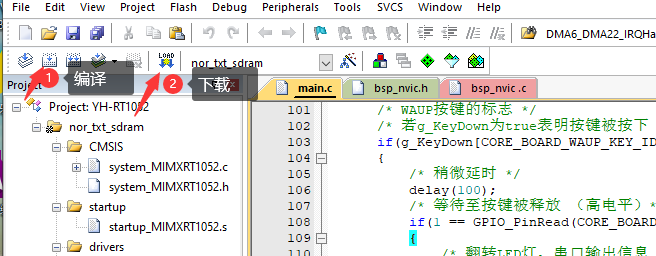 Flash Debug Peripherals Tools SVCS Window Help
DMA6_DMA22_IRQHa
LOAD
nor_txt_sdram
1 编译
2 下载
Project
main.c bsp_nvic.h bsp_nvic .c
Project: YH-RT1052
nor_txt_sdram
CMSIS
system_MIMXRT1052.c
system_MIMXRT1052.h
startup
startup_MIMXRT1052.s
drivers
101 /* WAUP按键的标志 */
102 /* 若g_KeyDown为true表明按键被按下
103 if(g_KeyDown[CORE_BOARD_WAUP_KEY_ID
104 {
105 /* 稍微延时 */
106 delay(100);
107 /* 等待至按键被释放 （高电平）*
108 if(1 == GPIO_PinRead(CORE_BOARD
109 {
110 /* 翻转LED灯，串口输出信息